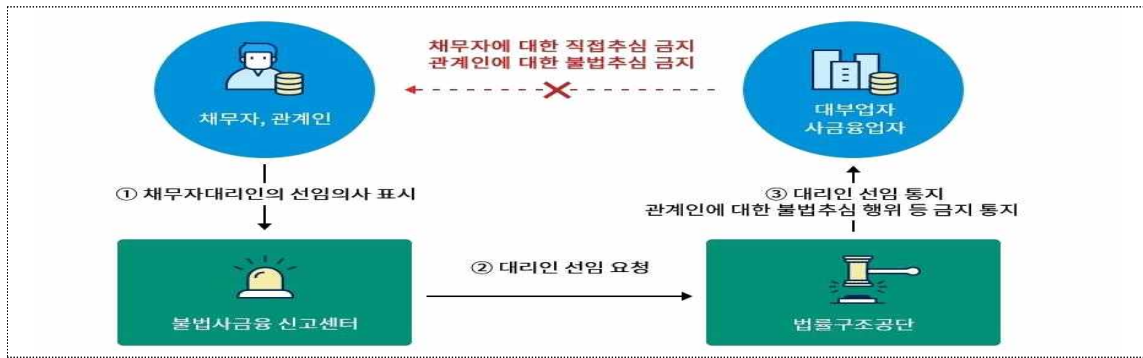 채무자에 대한 직접추심 금지
관계인에 대한 불법추심 금지
채무자, 관계인
대부업자
사금융업자
① 채무자대리인의 선임의사 표시
③ 대리인 선임 통지
관계인에 대한 불법추심 행위 등 금지 통지
② 대리인 선임 요청
불법사금융 신고센터
법률구조공단